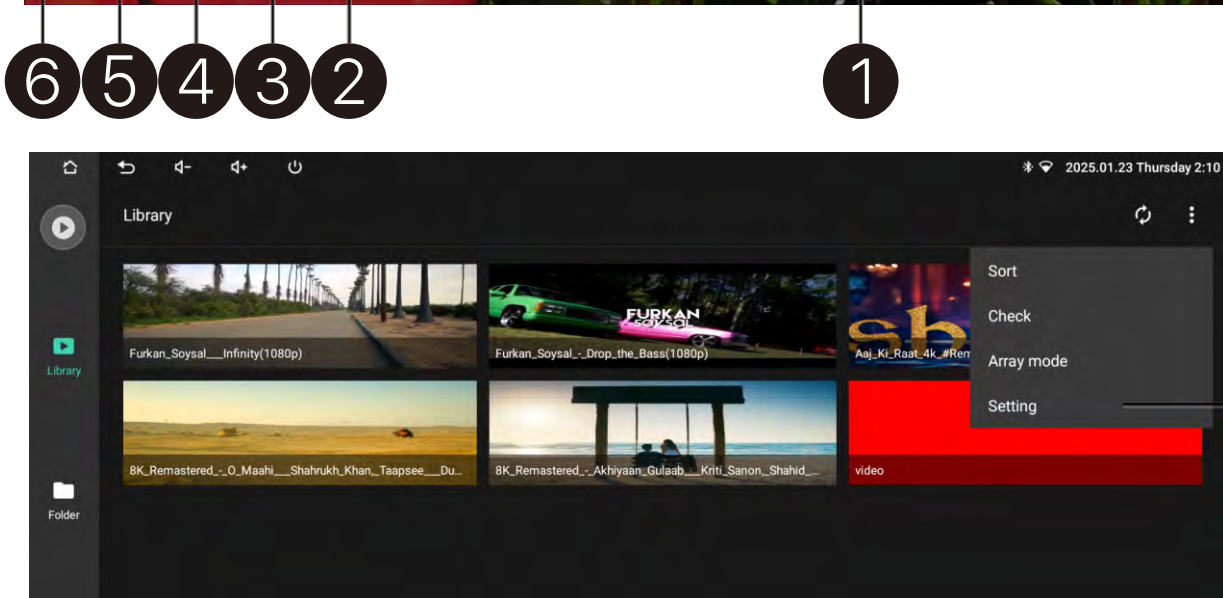 6 5 4 3 2 1
2025.01.23 Thursday 2:10
Library
Sort
Check
Array mode
Setting
FURKAN
SOYSAL
sh
Furkan_Soysal___Infinity(1080p)
Furkan_Soysal_-_Drop_the_Bass(1080p)
Aaj_Ki_Raat_4k_#Rem
Library
8K_Remastered_-_O_Maahi___Shahrukh_Khan,_Taapsee___Du...
8K_Remastered_-_Akhiyaan_Gulaab___Kriti_Sanon,_Shahid_...
video
Folder